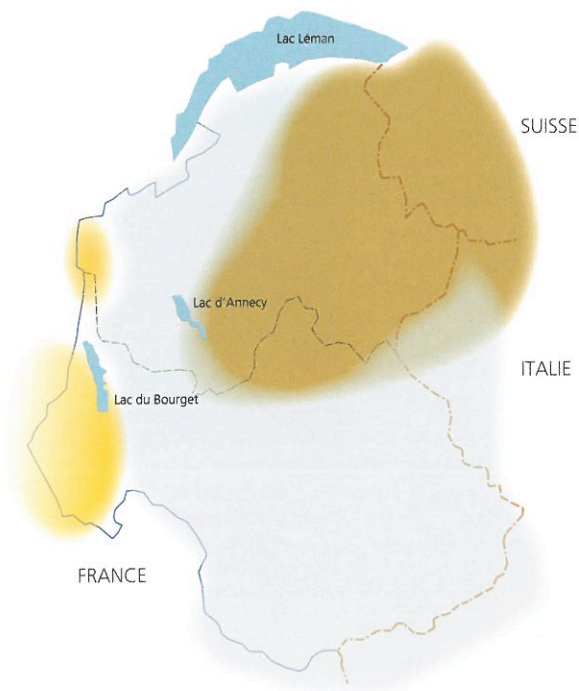 Lac Léman
SUISSE
Lac d'Annecy
ITALIE
Lac du Bourget
FRANCE